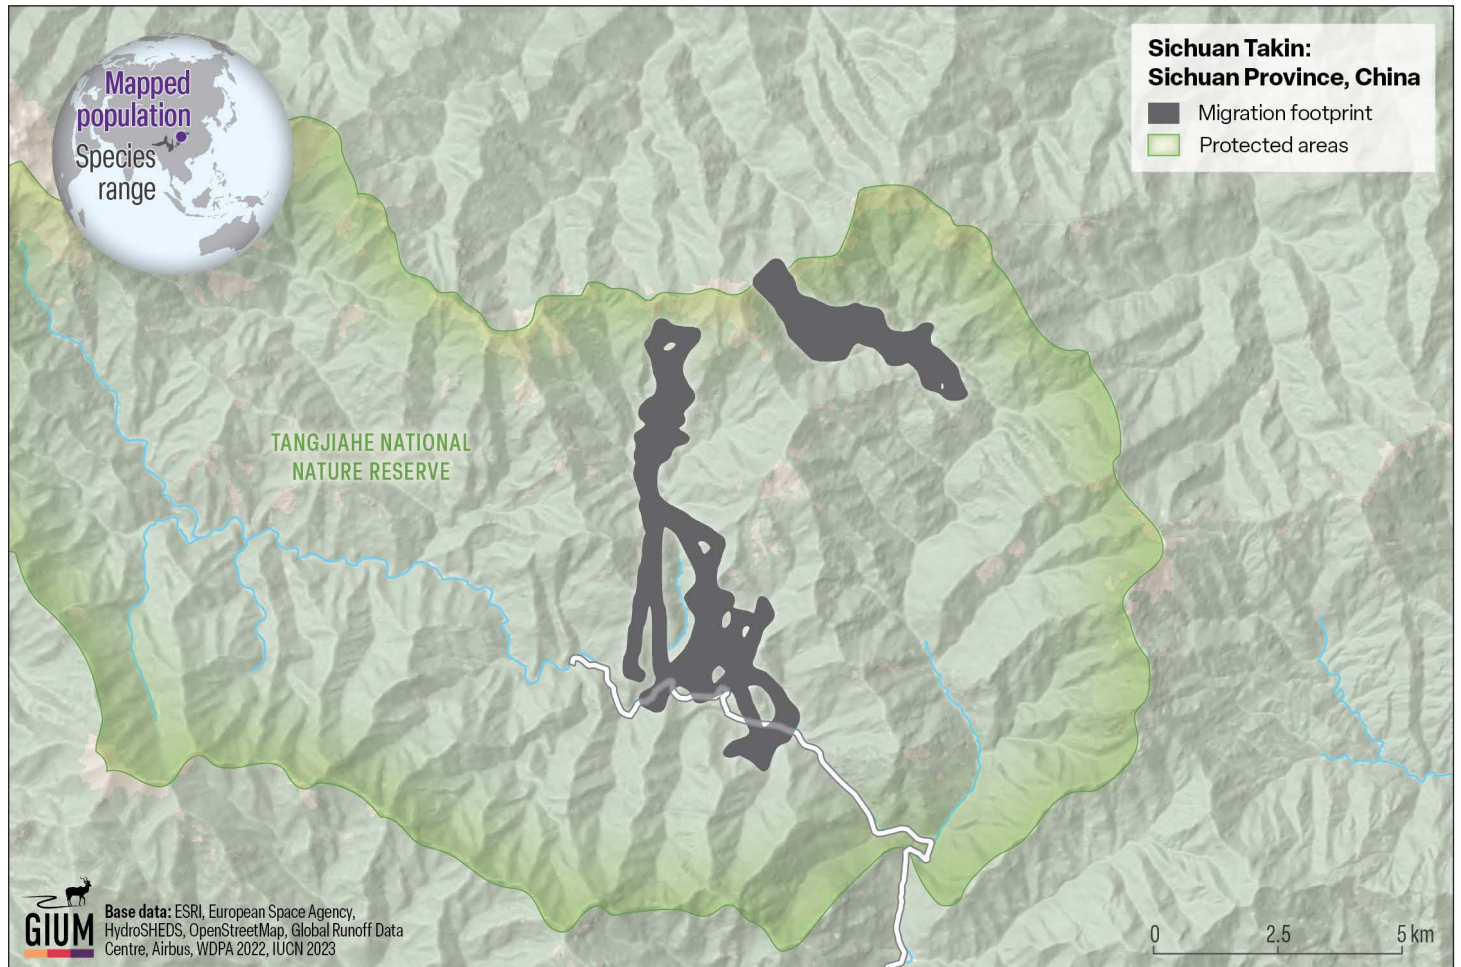 Mapped
population
Species
range
Sichuan Takin:
Sichuan Province, China
Migration footprint
Protected areas
TANGJIAHE NATIONAL
NATURE RESERVE
GIUM
Base data: ESRI, European Space Agency,
HydroSHEDS, OpenStreetMap, Global Runoff Data
Centre, Airbus, WDPA 2022, IUCN 2023
0 2.5 5 km